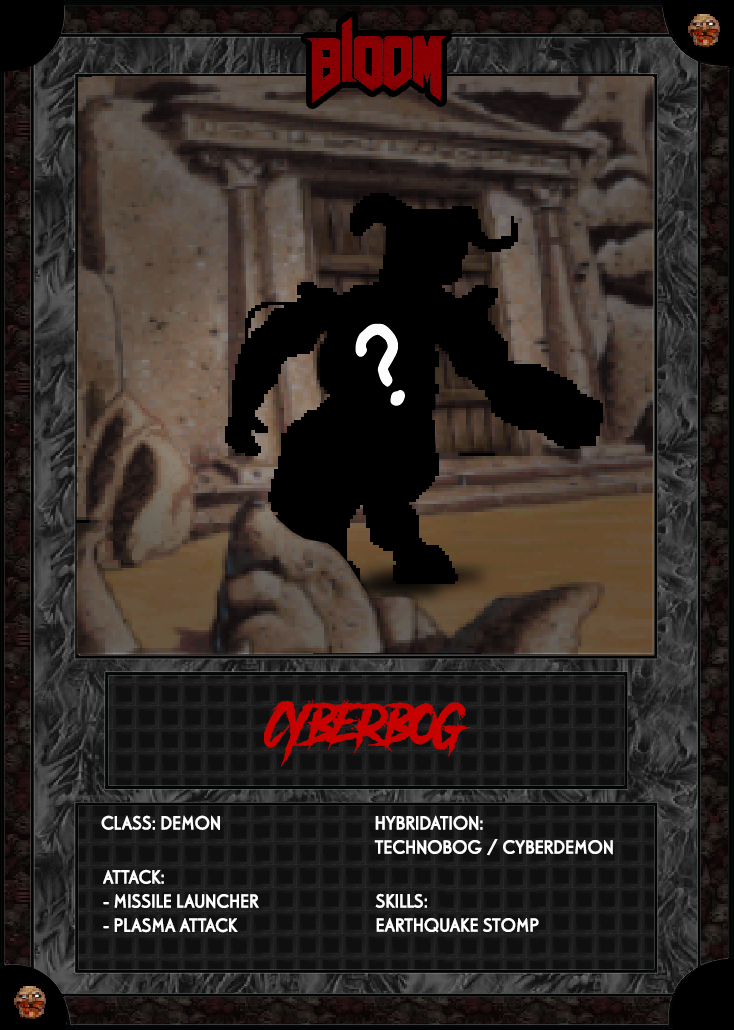 BLOOM
?
CYBERBOG
CLASS: DEMON
HYBRIDATION:
TECHNOBOG / CYBERDEMON
ATTACK:
- MISSILE LAUNCHER
- PLASMA ATTACK
SKILLS:
EARTHQUAKE STOMP